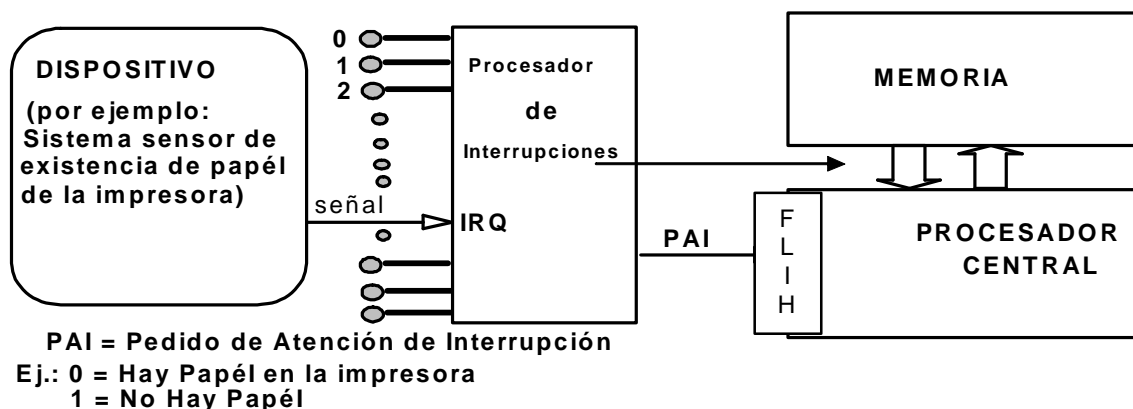 DISPOSITIVO
(por ejemplo:
Sistema sensor de
existencia de papél
de la impresora)
señal
0
1
2
Procesador
de
Interrupciones
IRQ
PAI
MEMORIA
F
L
I
H
PROCESADOR
CENTRAL
PAI = Pedido de Atención de Interrupción
Ej.: 0 = Hay Papél en la impresora
1 = No Hay Papél